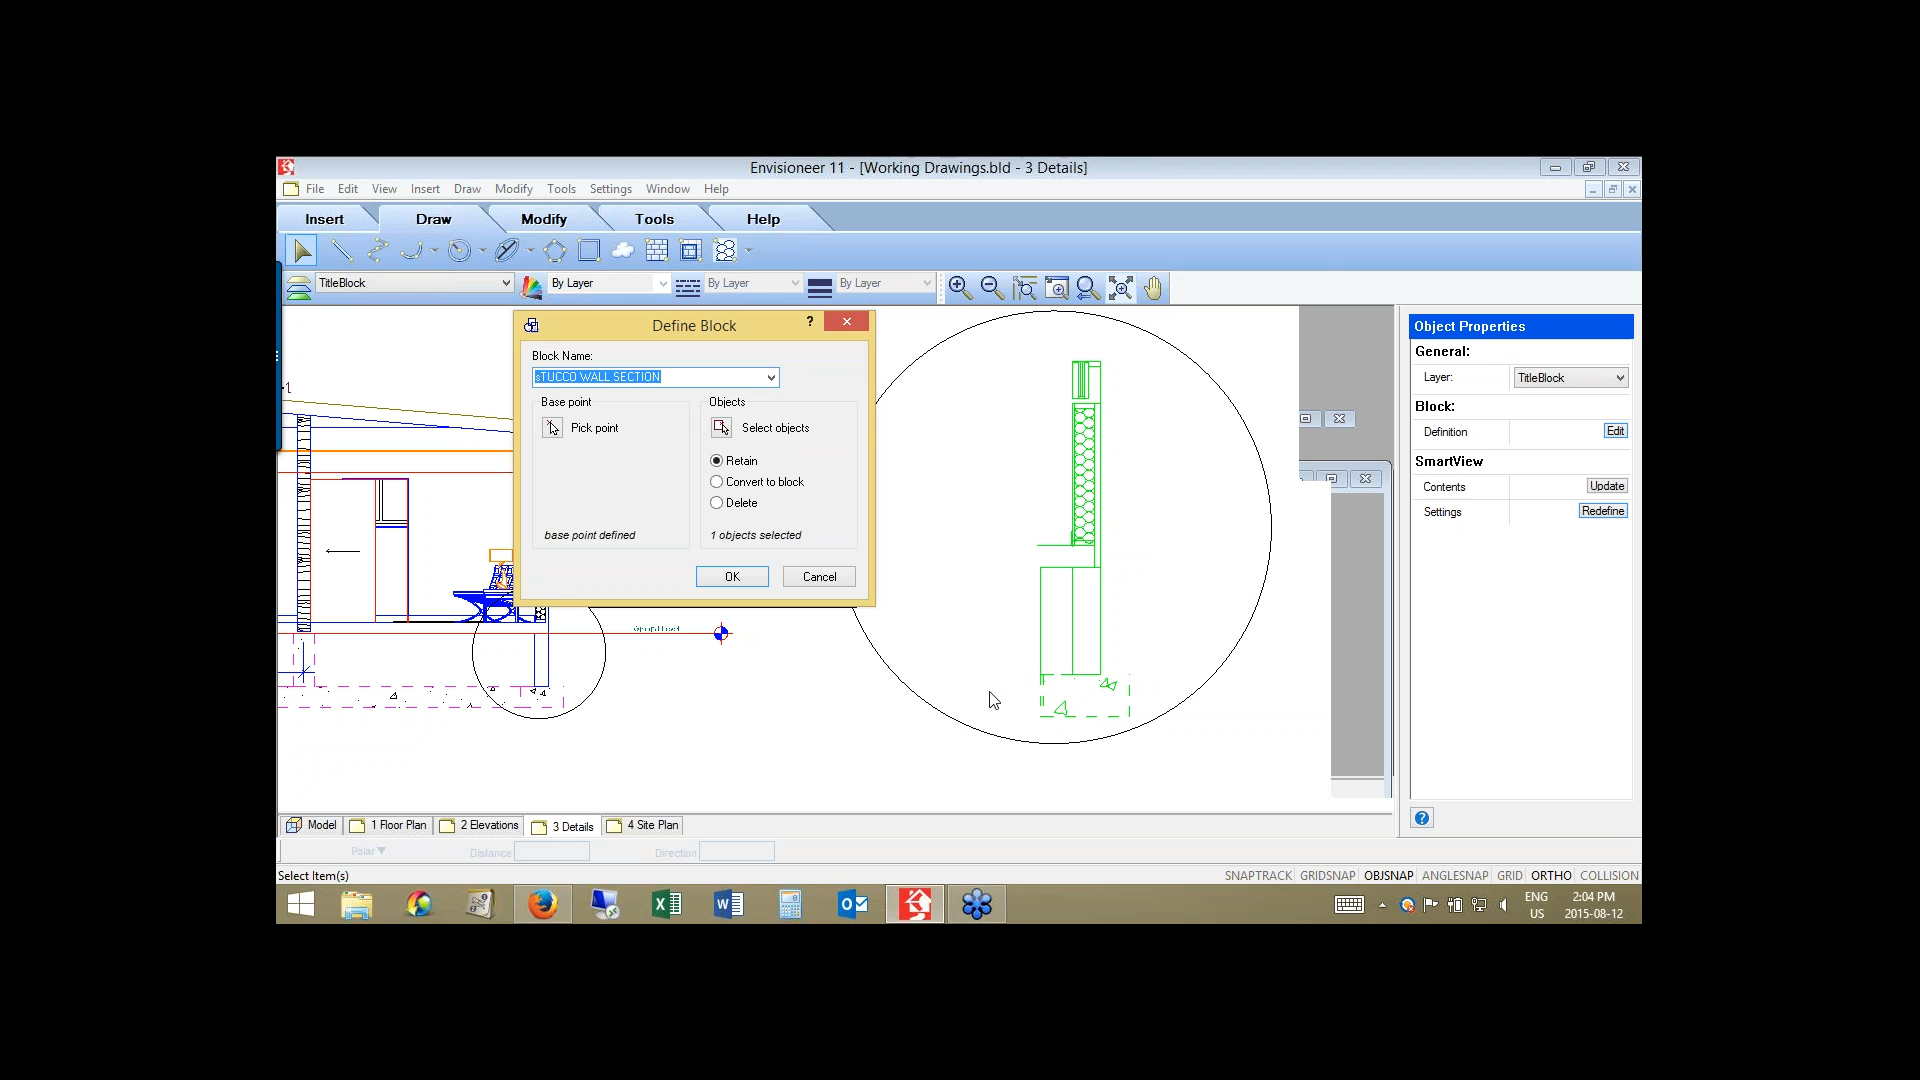 Envisioneer 11 - [Working Drawings.bld - 3 Details]
File Edit View Insert Draw Modify Tools Settings Window Help
Insert Draw Modify Tools Help
TitleBlock By Layer By Layer By Layer
Define Block ?
Block Name:
sTUCCO WALL SECTION
Base point Objects
Pick point Select objects
Retain
Convert to block
Delete
base point defined 1 objects selected
OK Cancel
-1
Object Properties
General:
Layer: TitleBlock
Block:
Definition Edit
SmartView
Contents Update
Settings Redefine
Model 1 Floor Plan 2 Elevations 3 Details 4 Site Plan
Polar Distance Direction
Select Item(s) SNAPTRACK GRIDSNAP OBJSNAP ANGLESNAP GRID ORTHO COLLISION
ENG 2:04 PM
US 2015-08-12